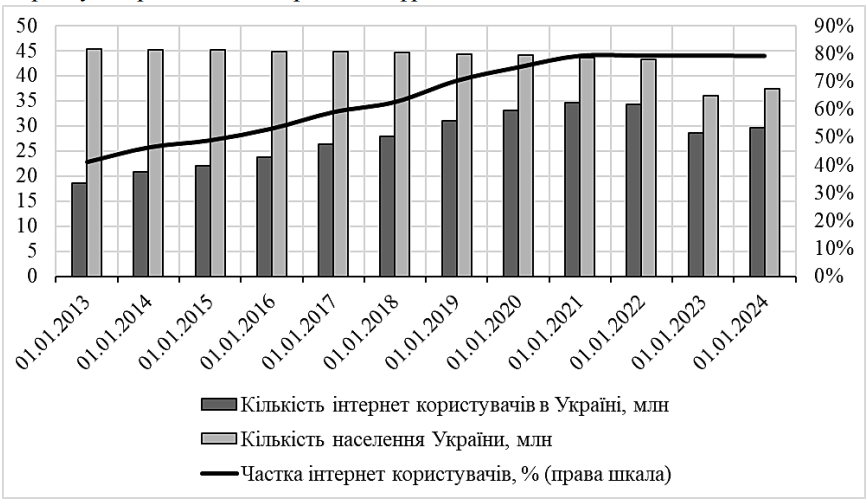 50 90%
45 80%
40 70%
35 60%
30 50%
25 40%
20 30%
15 20%
10 10%
5 0%
0
01.01.2013 01.01.2014 01.01.2015 01.01.2016 01.01.2017 01.01.2018 01.01.2019 01.01.2020 01.01.2021 01.01.2022 01.01.2023 01.01.2024
Кількість інтернет користувачів в Україні, млн
Кількість населення України, млн
Частка інтернет користувачів, % (права шкала)